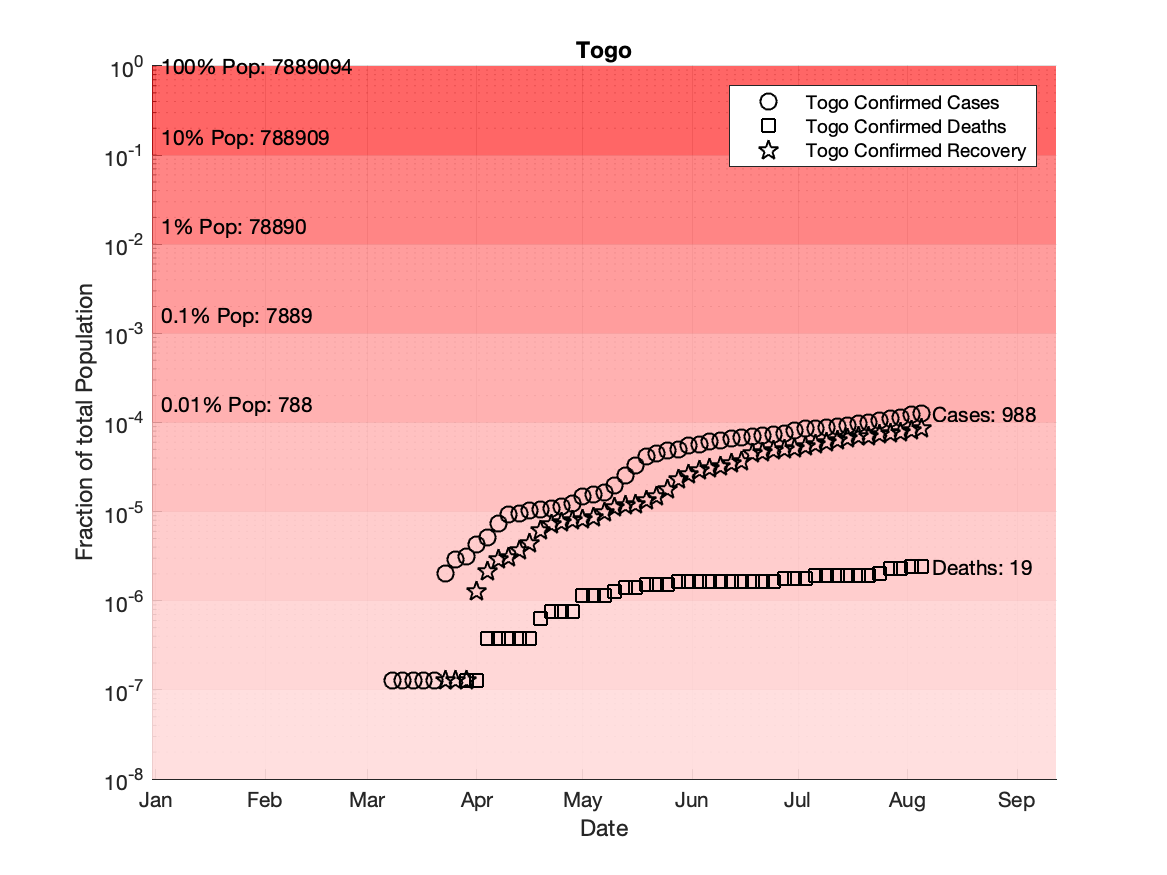 Togo
10^0
10^-1
10^-2
10^-3
10^-4
10^-5
10^-6
10^-7
10^-8
Fraction of total Population
100% Pop: 7889094
10% Pop: 788909
1% Pop: 78890
0.1% Pop: 7889
0.01% Pop: 788
Togo Confirmed Cases
Togo Confirmed Deaths
Togo Confirmed Recovery
Cases: 988
Deaths: 19
Jan Feb Mar Apr May Jun Jul Aug Sep
Date